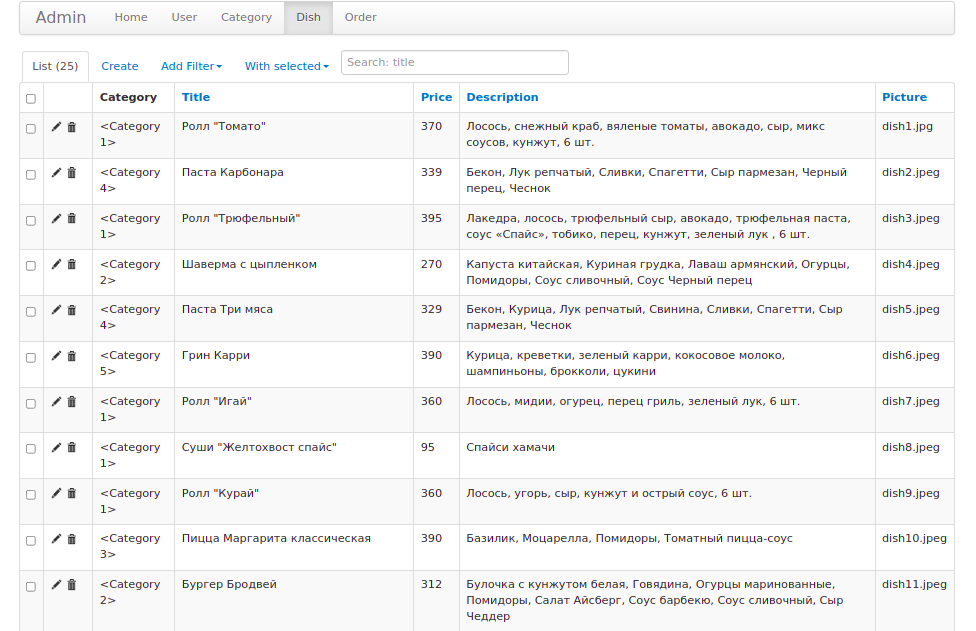 Admin Home User Category Dish Order
List (25) Create Add Filter With selected Search: title
Category Title Price Description Picture
<Category Ролл "Томато" 370 Лосось, снежный краб, вяленые томаты, авокадо, сыр, микс dish1.jpg
1> соусов, кунжут, 6 шт.
<Category Паста Карбонара 339 Бекон, Лук репчатый, Сливки, Спагетти, Сыр пармезан, Черный dish2.jpeg
4> перец, Чеснок
<Category Ролл "Трюфельный" 395 Лакедра, лосось, трюфельный сыр, авокадо, трюфельная паста, dish3.jpeg
1> соус «Спайс», тобико, перец, кунжут, зеленый лук , 6 шт.
<Category Шаверма с цыпленком 270 Капуста китайская, Куриная грудка, Лаваш армянский, Огурцы, dish4.jpeg
2> Помидоры, Соус сливочный, Соус Черный перец
<Category Паста Три мяса 329 Бекон, Курица, Лук репчатый, Свинина, Сливки, Спагетти, Сыр dish5.jpeg
4> пармезан, Чеснок
<Category Грин Карри 390 Курица, креветки, зеленый карри, кокосовое молоко, dish6.jpeg
5> шампиньоны, брокколи, цукини
<Category Ролл "Игай" 360 Лосось, мидии, огурец, перец гриль, зеленый лук, 6 шт. dish7.jpeg
1>
<Category Суши "Желтохвост спайс" 95 Спайси хамачи dish8.jpeg
1>
<Category Ролл "Курай" 360 Лосось, угорь, сыр, кунжут и острый соус, 6 шт. dish9.jpeg
1>
<Category Пицца Маргарита классическая 390 Базилик, Моцарелла, Помидоры, Томатный пицца-соус dish10.jpeg
3>
<Category Бургер Бродвей 312 Булочка с кунжутом белая, Говядина, Огурцы маринованные, dish11.jpeg
2> Помидоры, Салат Айсберг, Соус барбекю, Соус сливочный, Сыр
Чеддер